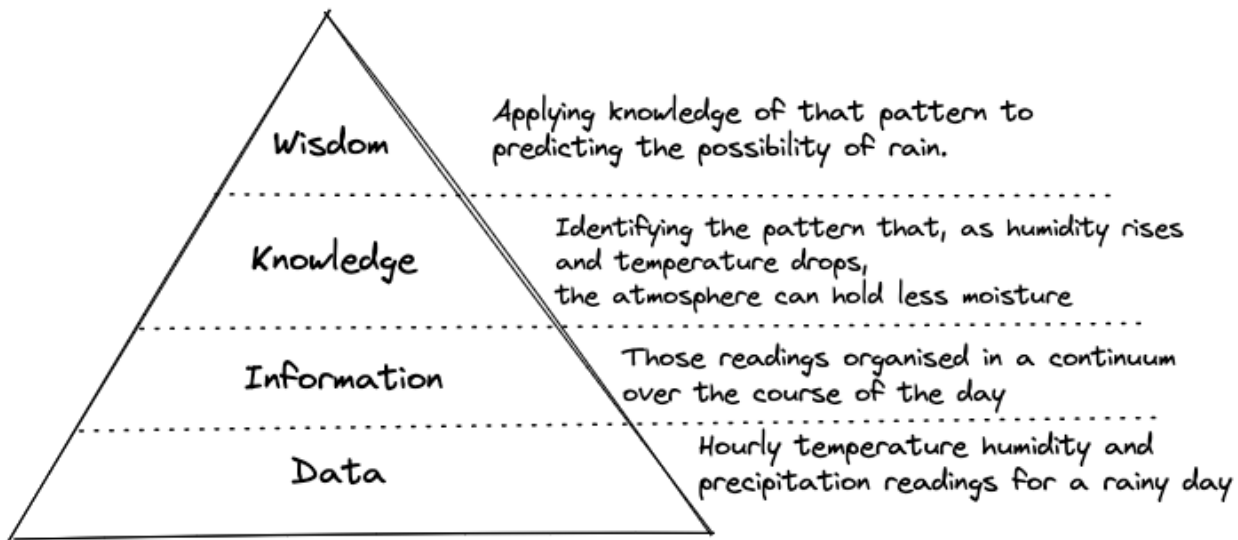 Wisdom
Applying knowledge of that pattern to
predicting the possibility of rain.
Knowledge
Identifying the pattern that, as humidity rises
and temperature drops,
the atmosphere can hold less moisture
Information
Those readings organised in a continuum
over the course of the day
Data
Hourly temperature humidity and
precipitation readings for a rainy day